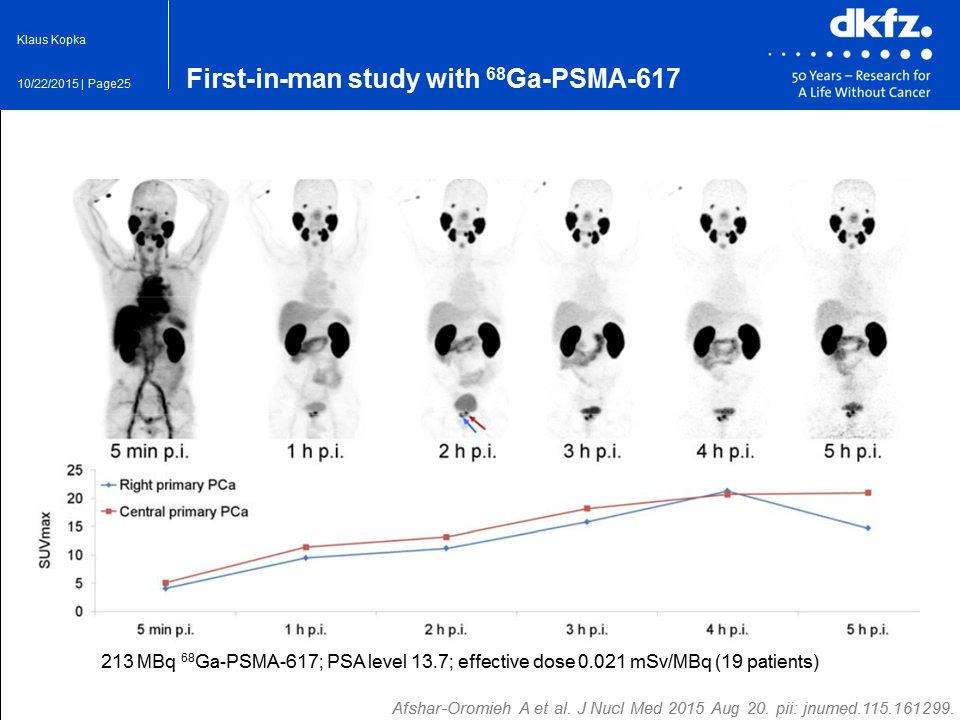 Klaus Kopka
10/22/2015 | Page25
First-in-man study with 68Ga-PSMA-617
dkfz.
50 Years – Research for
A Life Without Cancer
5 min p.i.
1 h p.i.
2 h p.i.
3 h p.i.
4 h p.i.
5 h p.i.
SUVmax
25
20
15
10
5
0
Right primary PCa
Central primary PCa
5 min p.i.
1 h p.i.
2 h p.i.
3 h p.i.
4 h p.i.
5 h p.i.
213 MBq 68Ga-PSMA-617; PSA level 13.7; effective dose 0.021 mSv/MBq (19 patients)
Afshar-Oromieh A et al. J Nucl Med 2015 Aug 20. pii: jnumed.115.161299.